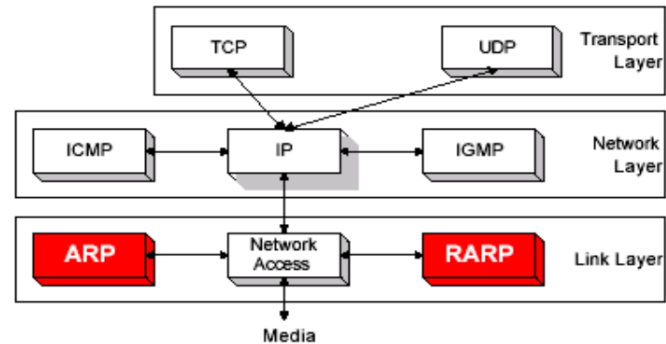 TCP
UDP
Transport
Layer
ICMP
IP
IGMP
Network
Layer
ARP
Network
Access
RARP
Link Layer
Media